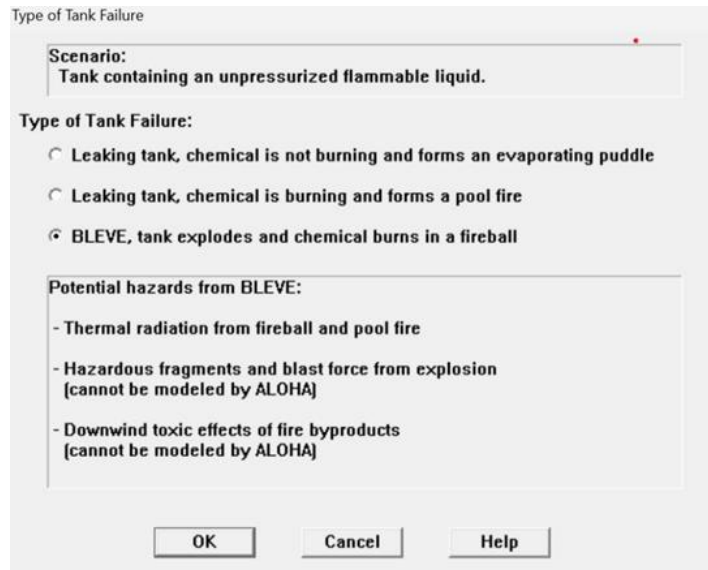 Type of Tank Failure
Scenario:
Tank containing an unpressurized flammable liquid.
Type of Tank Failure:
Leaking tank, chemical is not burning and forms an evaporating puddle
Leaking tank, chemical is burning and forms a pool fire
BLEVE, tank explodes and chemical burns in a fireball
Potential hazards from BLEVE:
- Thermal radiation from fireball and pool fire
- Hazardous fragments and blast force from explosion
(cannot be modeled by ALOHA)
- Downwind toxic effects of fire byproducts
(cannot be modeled by ALOHA)
OK Cancel Help